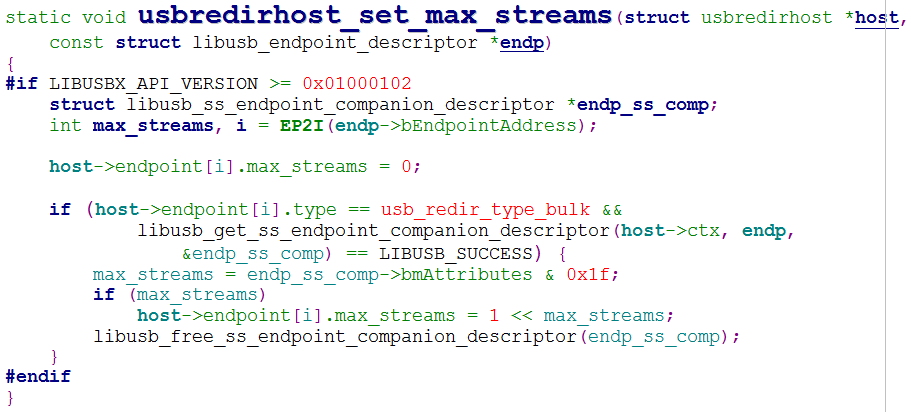 static void usbredirhost_set_max_streams(struct usbredirhost *host,
    const struct libusb_endpoint_descriptor *endp)
{
#if LIBUSBX_API_VERSION >= 0x01000102
    struct libusb_ss_endpoint_companion_descriptor *endp_ss_comp;
    int max_streams, i = EP2I(endp->bEndpointAddress);

    host->endpoint[i].max_streams = 0;

    if (host->endpoint[i].type == usb_redir_type_bulk &&
            libusb_get_ss_endpoint_companion_descriptor(host->ctx, endp,
                &endp_ss_comp) == LIBUSB_SUCCESS) {
        max_streams = endp_ss_comp->bmAttributes & 0x1f;
        if (max_streams)
            host->endpoint[i].max_streams = 1 << max_streams;
        libusb_free_ss_endpoint_companion_descriptor(endp_ss_comp);
    }
#endif
}